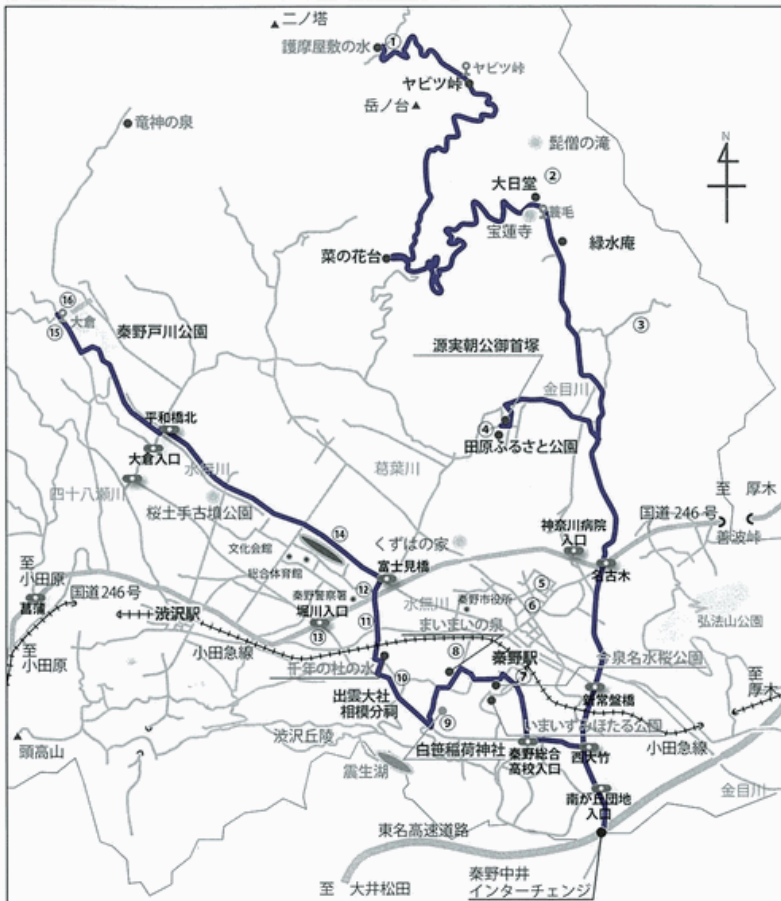 二ノ塔
護摩屋敷の水
①
ヤビツ峠
ヤビツ峠
岳ノ台
竜神の泉
N
髭僧の滝
②
大日堂
蓑毛
宝蓮寺
緑水庵
菜の花台
③
⑯
大倉
⑮
秦野戸川公園
源実朝公御首塚
金目川
④
田原ふるさと公園
平和橋北
大倉入口
水無川
葛葉川
四十八瀬川
桜土手古墳公園
至 厚木
国道246号
善波峠
神奈川病院
入口
名古木
⑭
くずはの家
文化会館
総合体育館
富士見橋
至
小田原
国道246号
菖蒲
渋沢駅
秦野警察署
堀川入口
⑫
⑬
⑪
水無川
秦野市役所
⑤
⑥
まいまいの泉
弘法山公園
至
小田原
小田急線
千年の杜の水
⑧
秦野駅
⑦
今泉名水桜公園
⑩
出雲大社
相模分祠
新常盤橋
至
厚木
⑨
いまいずみほたる公園
渋沢丘陵
頭高山
白笹稲荷神社
秦野総合
高校入口
西大竹
小田急線
震生湖
南が丘団地
入口
金目川
東名高速道路
秦野中井
インターチェンジ
至 大井松田